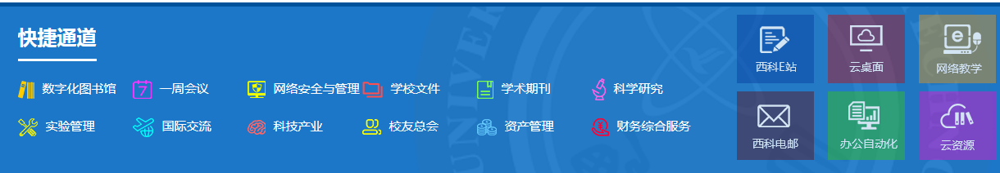 快捷通道
数字化图书馆 一周会议 网络安全与管理 学校文件 学术期刊 科学研究
实验管理 国际交流 科技产业 校友总会 资产管理 财务综合服务
西科E站 云桌面 网络教学
西科电邮 办公自动化 云资源
7
UNIVER